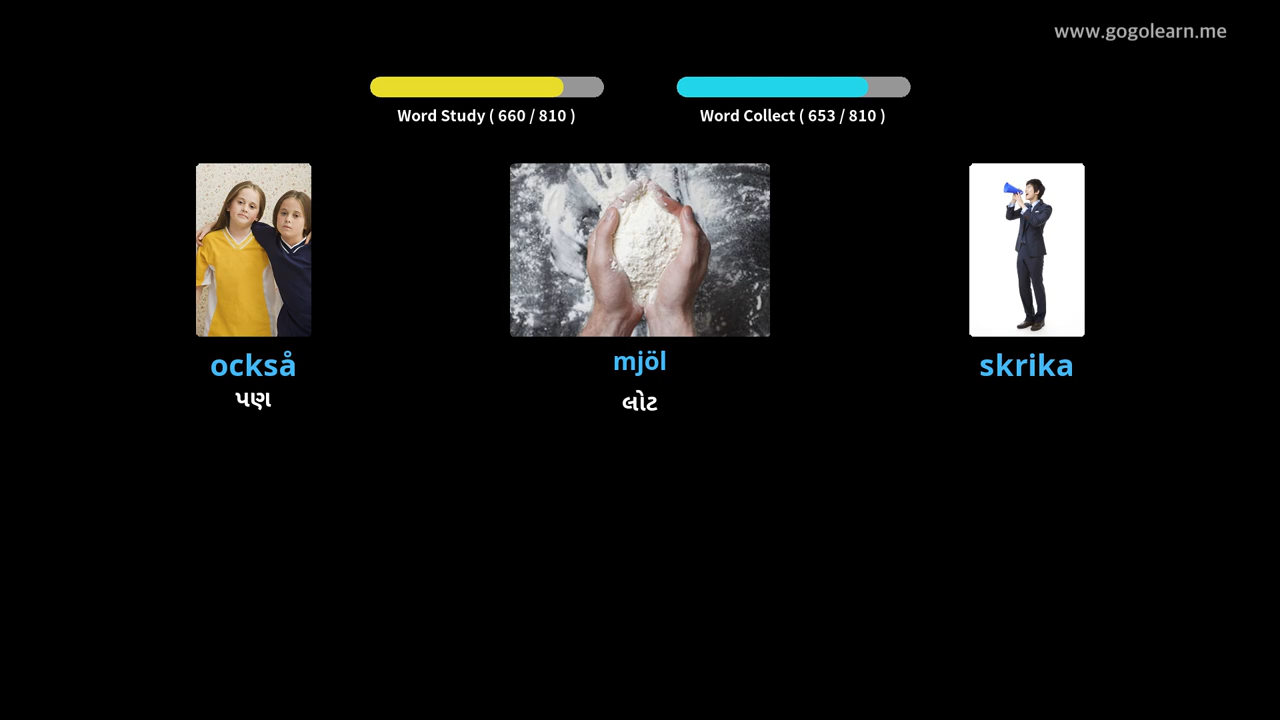 www.gogolearn.me
Word Study ( 660 / 810 )
Word Collect ( 653 / 810 )
också
પણ
mjöl
લોટ
skrika